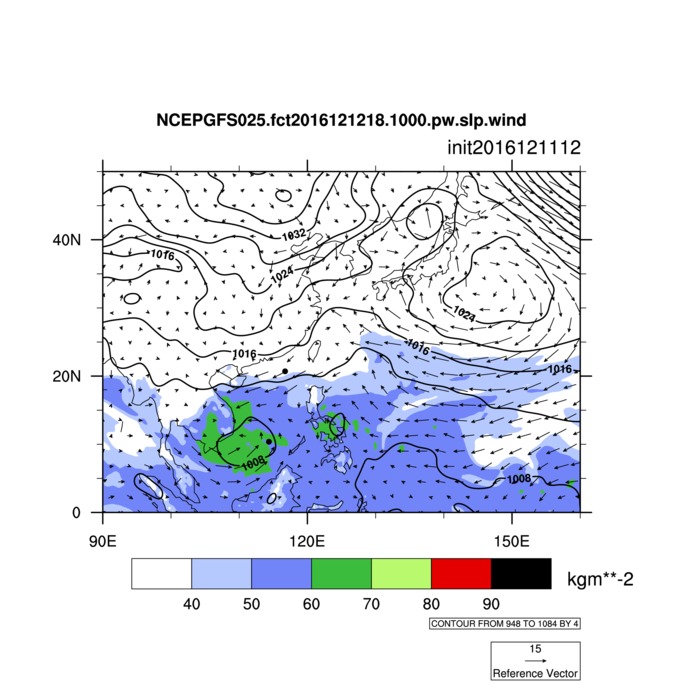 NCEPGFS025.fct2016121218.1000.pw.slp.wind
init2016121112
1032
40N
1016
1024
1024
1016
1016
1016
20N
1008
1008
0
90E 120E 150E
kgm**-2
40 50 60 70 80 90
CONTOUR FROM 948 TO 1084 BY 4
15
Reference Vector